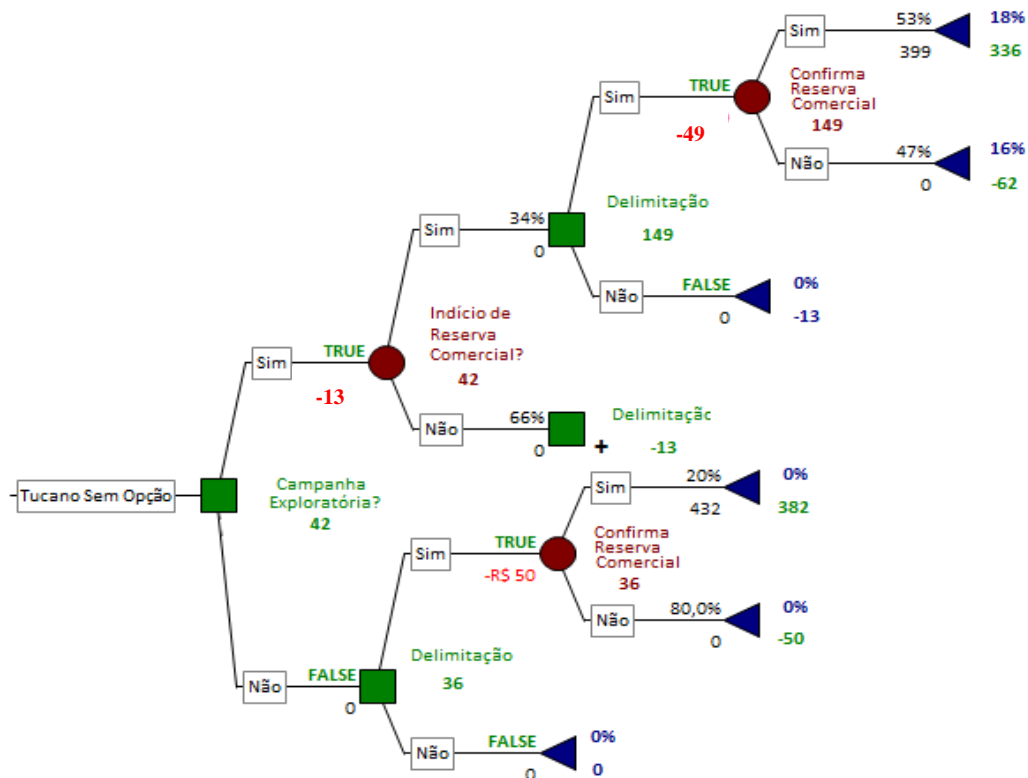 53%
18%
Sim
399
336
TRUE
Confirma
Reserva
Comercial
149
Sim
-49
Não
47%
16%
0
-62
Delimitação
149
Sim
34%
0
Não
FALSE
0%
0
-13
Indício de
Reserva
Comercial?
42
Sim
TRUE
-13
Não
66%
0
Delimitaçã
+
-13
Tucano Sem Opção
Campanha
Exploratória?
42
Sim
20%
0%
432
382
Sim
TRUE
-R$ 50
Confirma
Reserva
Comercial
36
Não
80,0%
0%
0
-50
Delimitação
36
Não
FALSE
0
Não
FALSE
0%
0
0